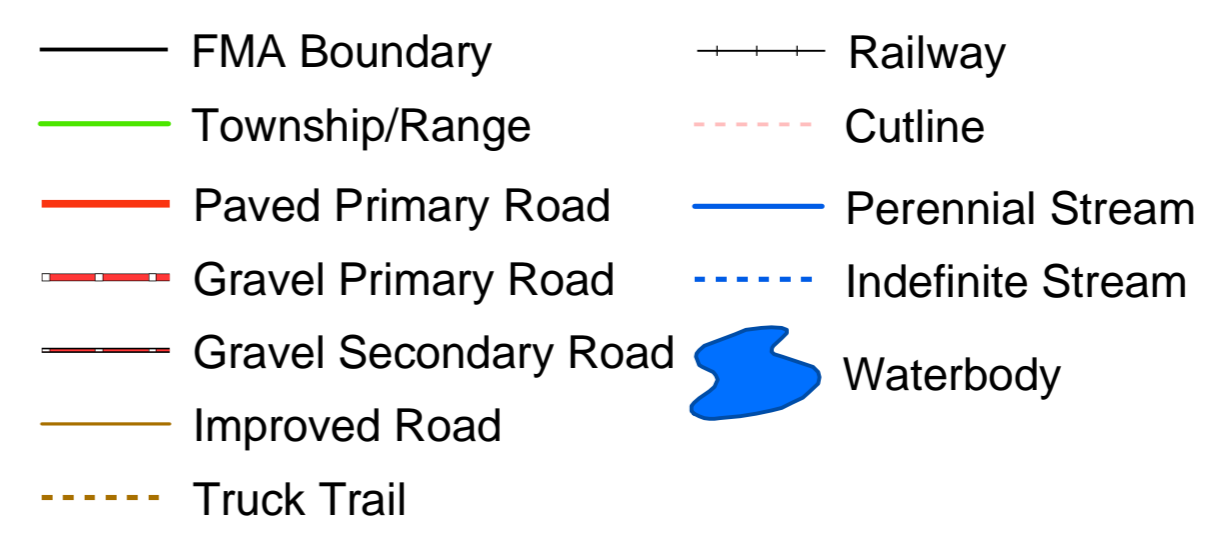 FMA Boundary
Township/Range
Paved Primary Road
Gravel Primary Road
Gravel Secondary Road
Improved Road
Truck Trail
Railway
Cutline
Perennial Stream
Indefinite Stream
Waterbody